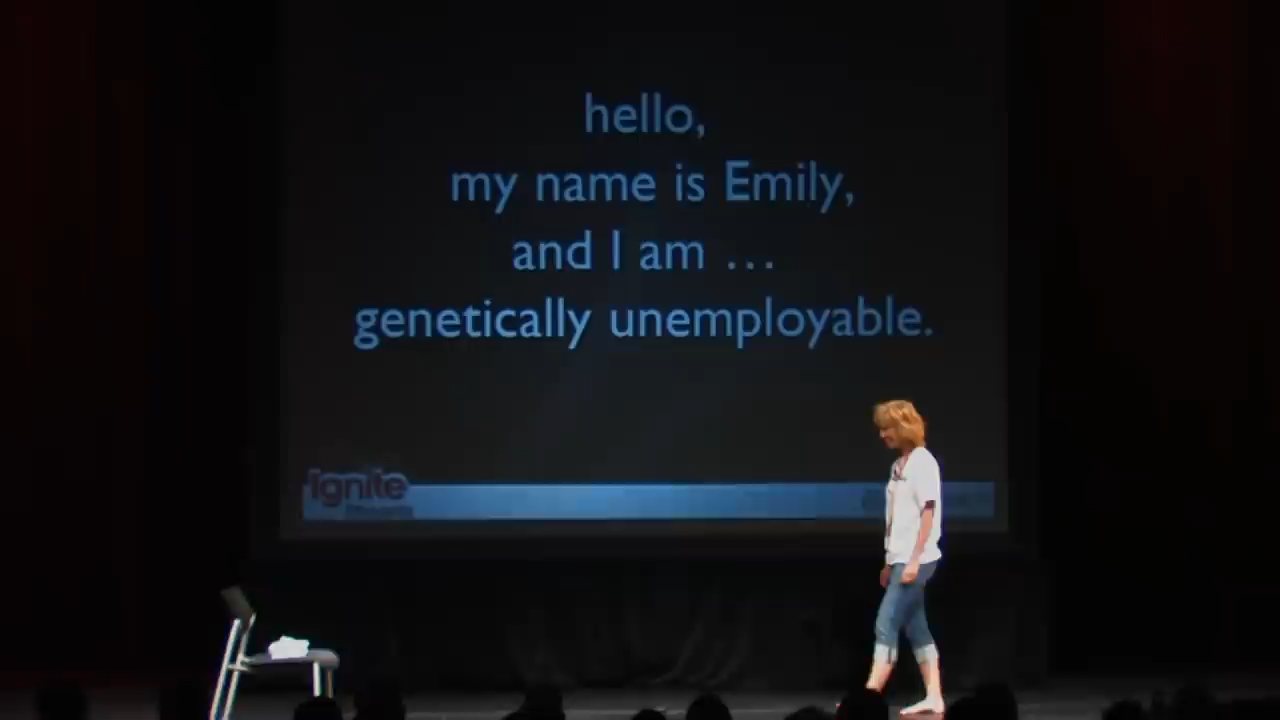 hello,
my name is Emily,
and I am ...
genetically unemployable.
ignite